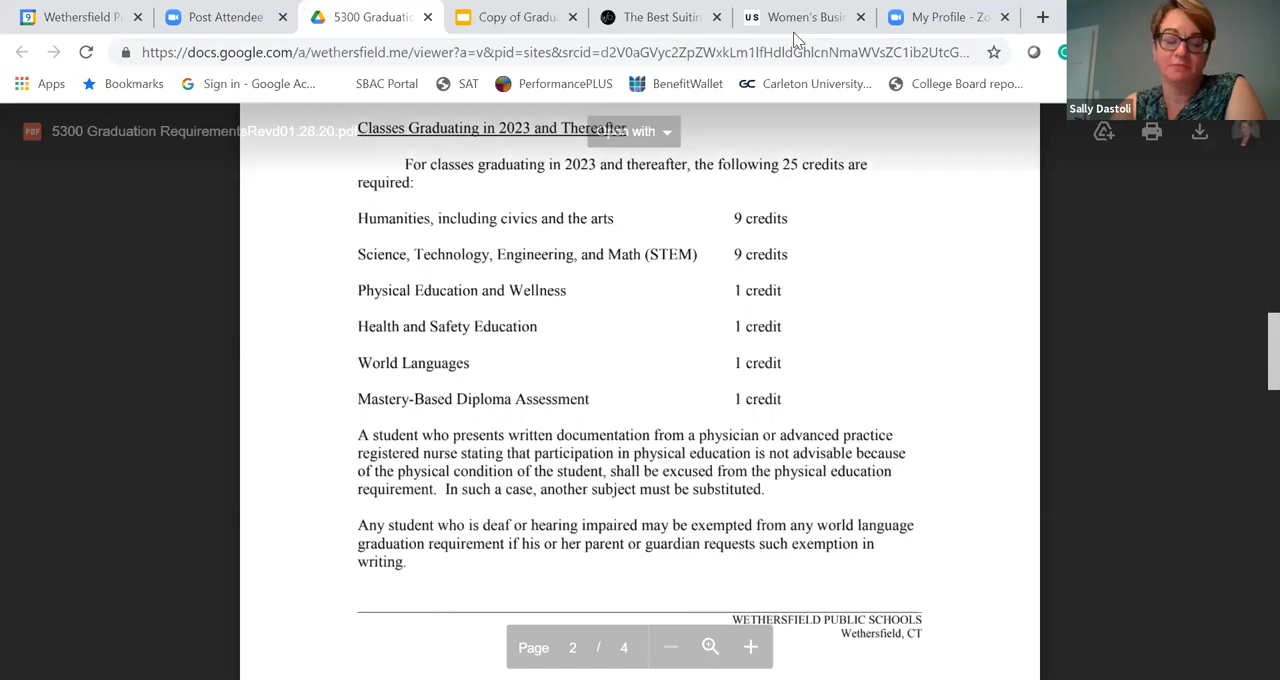 Wethersfield P
Post Attendee
5300 Graduatic
Copy of Gradu
The Best Suitin
US Women's Busi
My Profile - Zo
https://docs.google.com/a/wethersfield.me/viewer?a=v&pid=sites&srcid=
Apps Bookmarks Sign in - Google Ac... SBAC Portal SAT PerformancePLUS BenefitWallet GC Carleton University... College Board repo...
Sally Dastoli
PDF 5300 Graduation RequirementsRevd01.28.20.pdf
Open with
Classes Graduating in 2023 and Thereafter
For classes graduating in 2023 and thereafter, the following 25 credits are
required:
Humanities, including civics and the arts 9 credits
Science, Technology, Engineering, and Math (STEM) 9 credits
Physical Education and Wellness 1 credit
Health and Safety Education 1 credit
World Languages 1 credit
Mastery-Based Diploma Assessment 1 credit
A student who presents written documentation from a physician or advanced practice
registered nurse stating that participation in physical education is not advisable because
of the physical condition of the student, shall be excused from the physical education
requirement. In such a case, another subject must be substituted.
Any student who is deaf or hearing impaired may be exempted from any world language
graduation requirement if his or her parent or guardian requests such exemption in
writing.
WETHERSFIELD PUBLIC SCHOOLS
Wethersfield, CT
Page 2 / 4